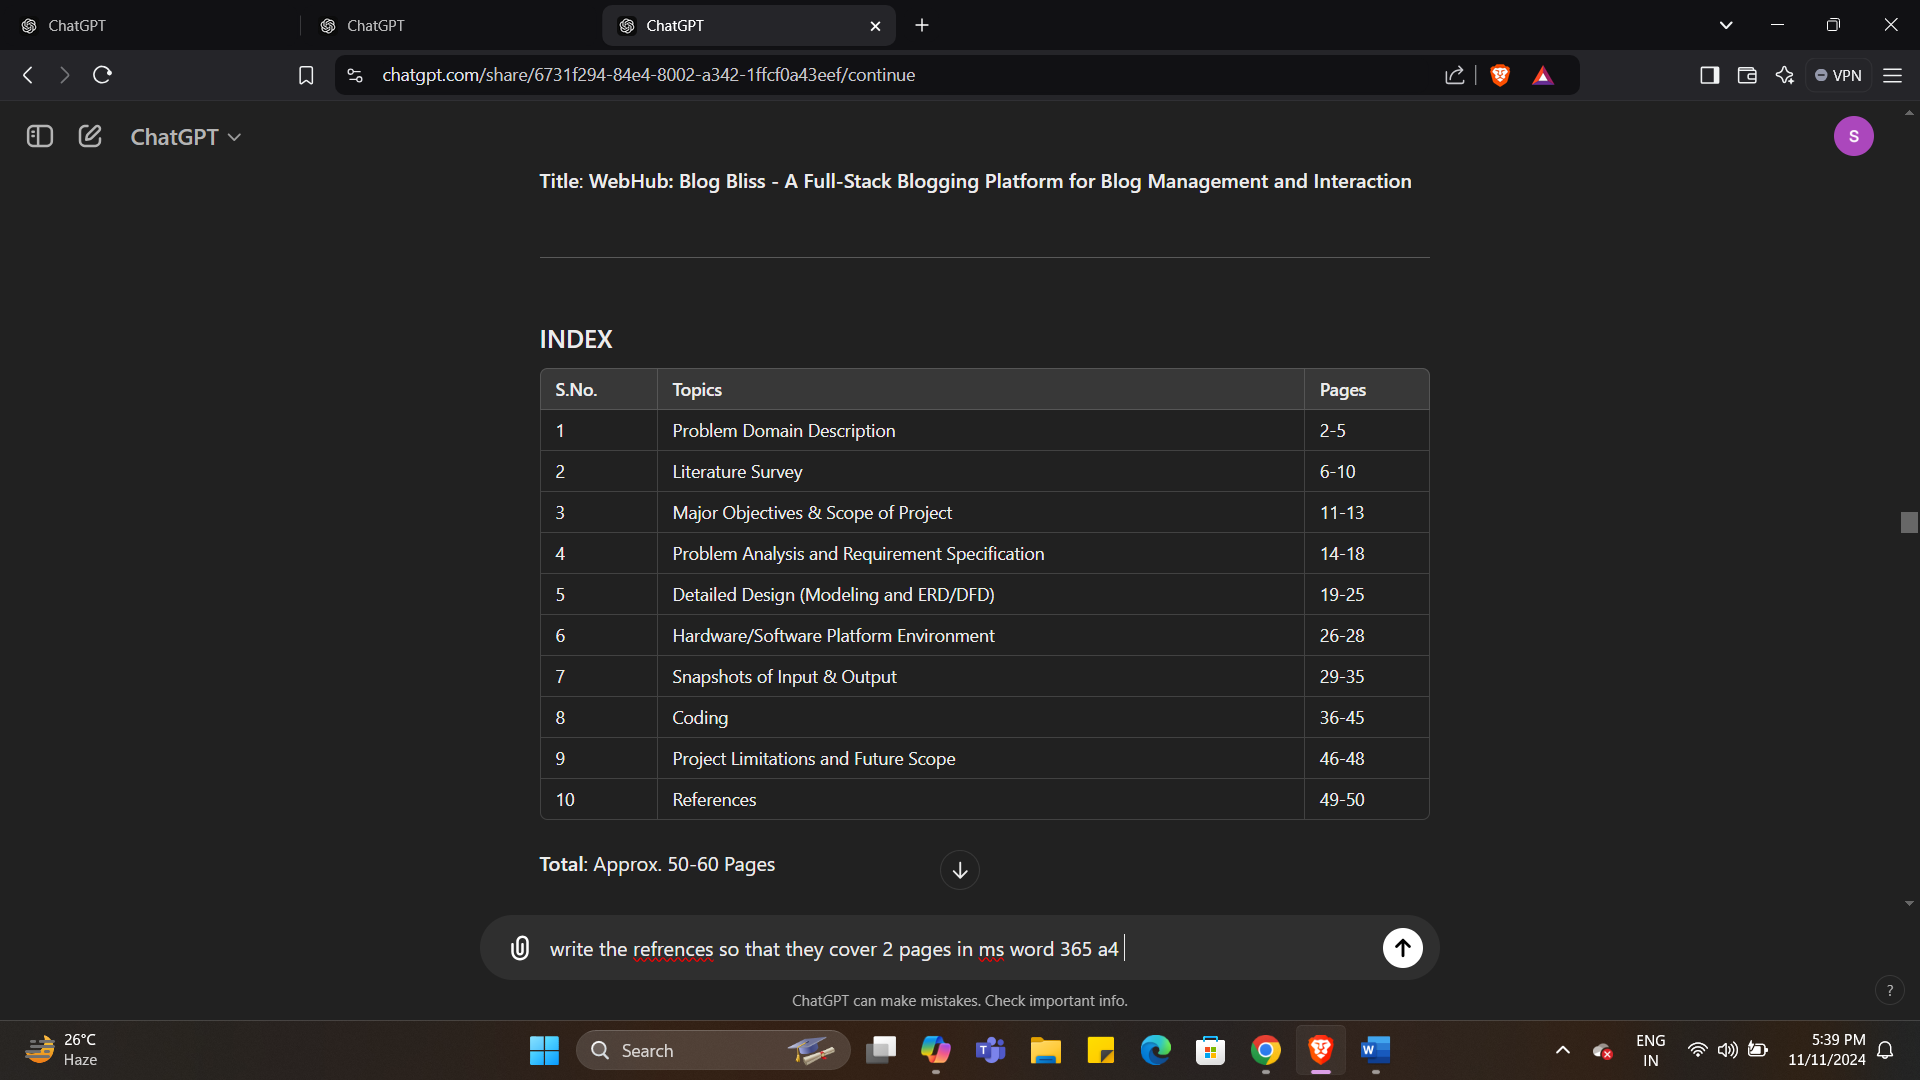 ChatGPT
ChatGPT
ChatGPT
chatgpt.com/share/6731f294-84e4-8002-a342-1ffcf0a43eef/continue
VPN
ChatGPT
S
Title: WebHub: Blog Bliss - A Full-Stack Blogging Platform for Blog Management and Interaction
INDEX
S.No. Topics Pages
1 Problem Domain Description 2-5
2 Literature Survey 6-10
3 Major Objectives & Scope of Project 11-13
4 Problem Analysis and Requirement Specification 14-18
5 Detailed Design (Modeling and ERD/DFD) 19-25
6 Hardware/Software Platform Environment 26-28
7 Snapshots of Input & Output 29-35
8 Coding 36-45
9 Project Limitations and Future Scope 46-48
10 References 49-50
Total: Approx. 50-60 Pages
write the refrences so that they cover 2 pages in ms word 365 a4
ChatGPT can make mistakes. Check important info.
?
26°C
Haze
Search
ENG
IN
5:39 PM
11/11/2024